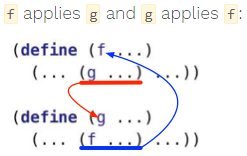 f applies g and g applies f:
(define (f ...)
(... (g ...) ...))
(define (g ...)
(... (f ...) ...))